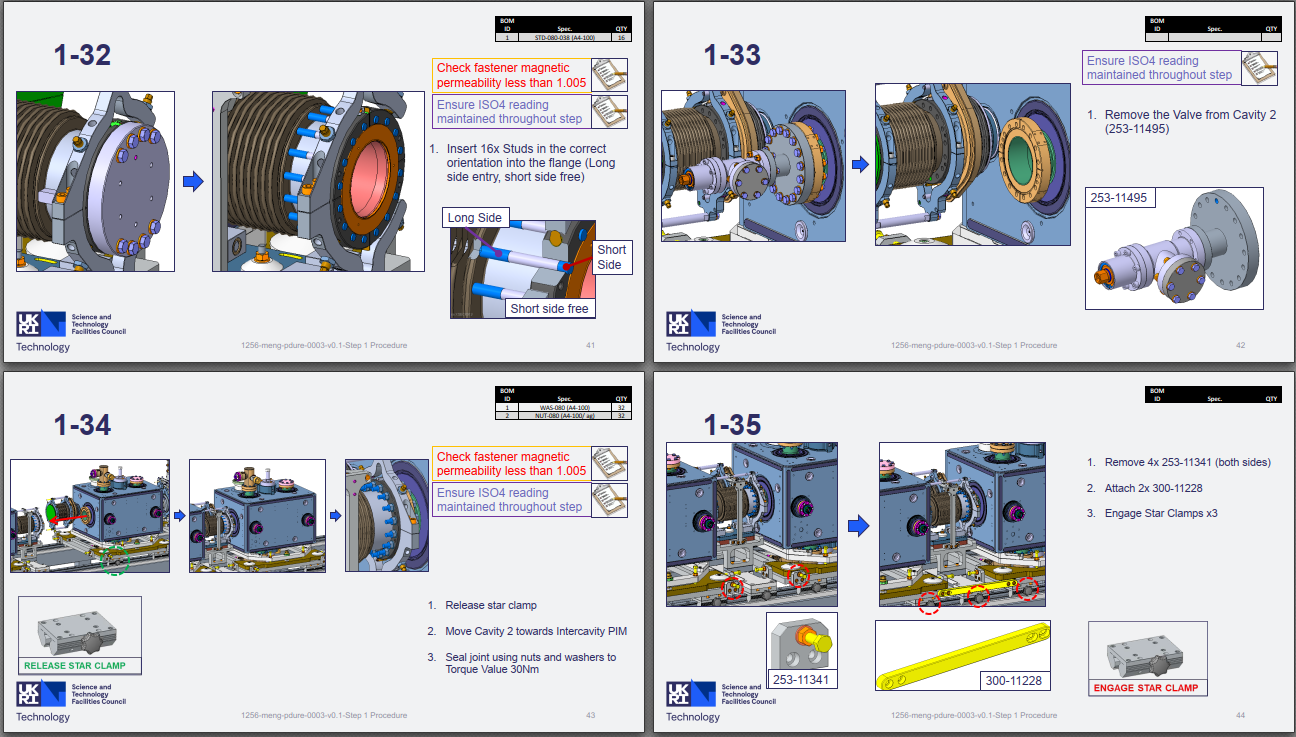 BOM
ID Spec. QTY
1 STD-080-038 (A4-100) 16
1-32
Check fastener magnetic
permeability less than 1.005
Ensure ISO4 reading
maintained throughout step
1. Insert 16x Studs in the correct
orientation into the flange (Long
side entry, short side free)
Long Side
Short
Side
Short side free
UK
RI
Science and
Technology
Facilities Council
Technology
1256-meng-pdure-0003-v0.1-Step 1 Procedure
41
BOM
ID Spec. QTY
1-33
Ensure ISO4 reading
maintained throughout step
1. Remove the Valve from Cavity 2
(253-11495)
253-11495
UK
RI
Science and
Technology
Facilities Council
Technology
1256-meng-pdure-0003-v0.1-Step 1 Procedure
42
BOM
ID Spec. QTY
1 WAS-080 (A4-100) 32
2 NUT-080 (A4-100/ ag) 32
1-34
Check fastener magnetic
permeability less than 1.005
Ensure ISO4 reading
maintained throughout step
1. Release star clamp
2. Move Cavity 2 towards Intercavity PIM
3. Seal joint using nuts and washers to
Torque Value 30Nm
RELEASE STAR CLAMP
UK
RI
Science and
Technology
Facilities Council
Technology
1256-meng-pdure-0003-v0.1-Step 1 Procedure
43
BOM
ID Spec. QTY
1-35
1. Remove 4x 253-11341 (both sides)
2. Attach 2x 300-11228
3. Engage Star Clamps x3
253-11341
300-11228
ENGAGE STAR CLAMP
UK
RI
Science and
Technology
Facilities Council
Technology
1256-meng-pdure-0003-v0.1-Step 1 Procedure
44